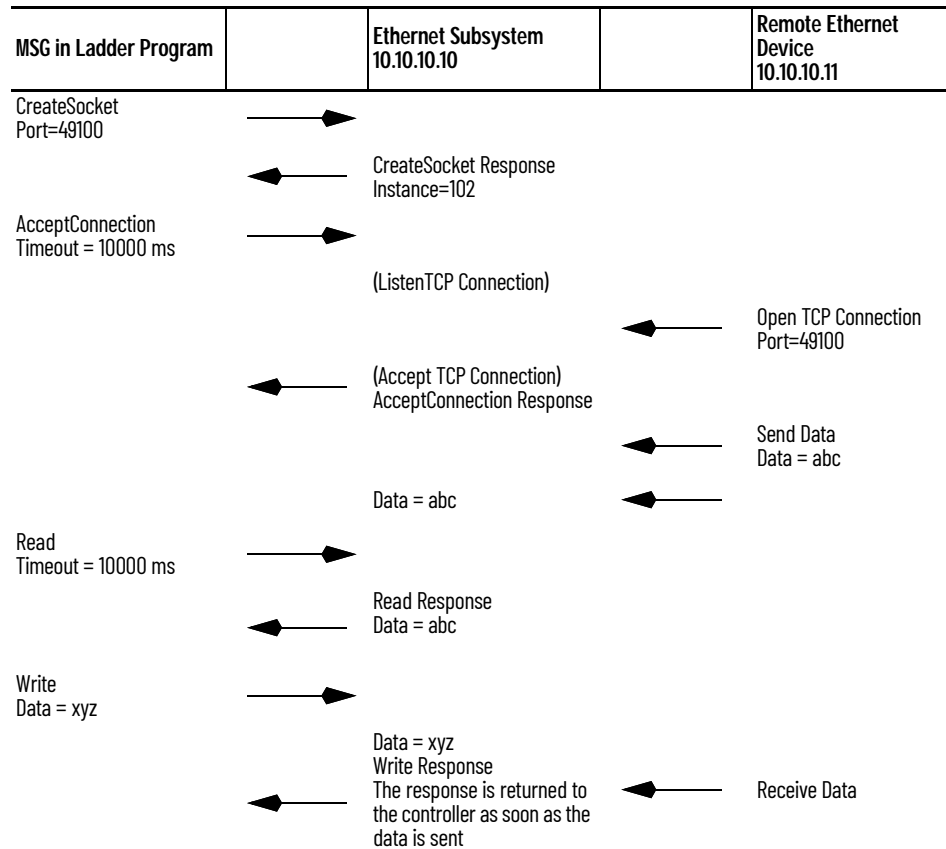 MSG in Ladder Program
Ethernet Subsystem
10.10.10.10
Remote Ethernet
Device
10.10.10.11
CreateSocket
Port=49100
CreateSocket Response
Instance=102
AcceptConnection
Timeout = 10000 ms
(ListenTCP Connection)
Open TCP Connection
Port=49100
(Accept TCP Connection)
AcceptConnection Response
Send Data
Data = abc
Data = abc
Read
Timeout = 10000 ms
Read Response
Data = abc
Write
Data = xyz
Data = xyz
Write Response
The response is returned to
the controller as soon as the
data is sent
Receive Data